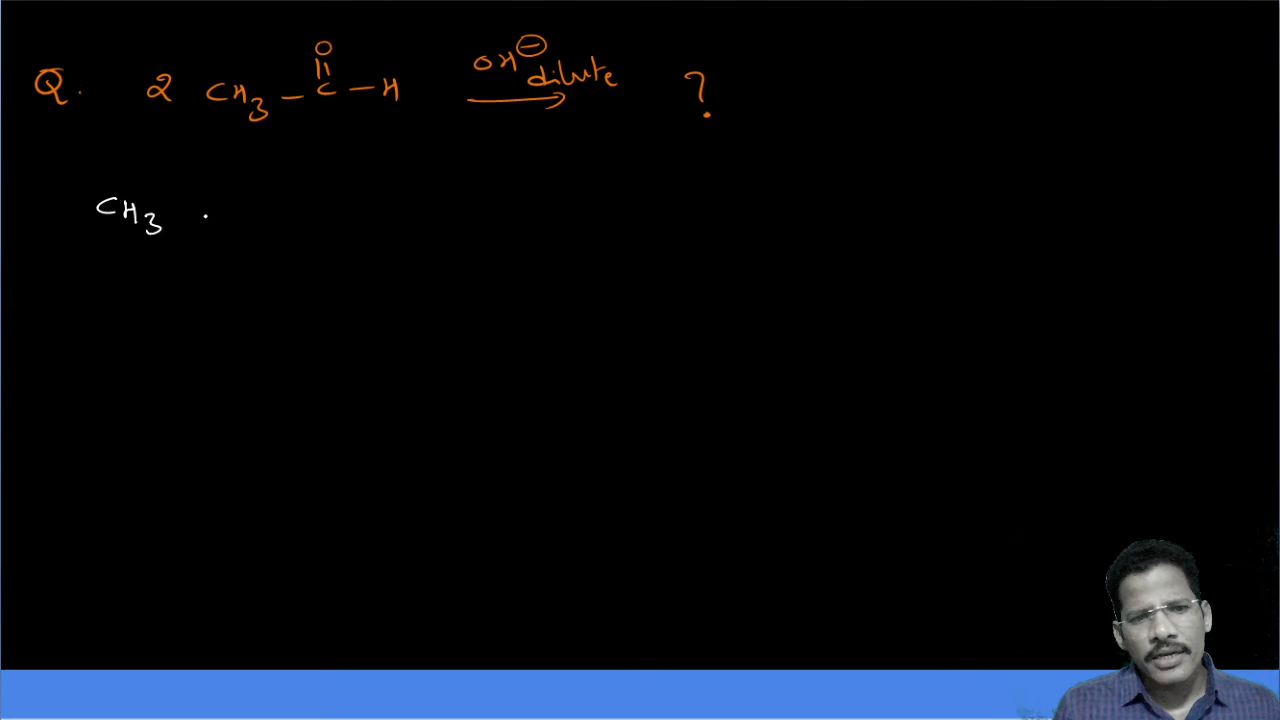 Q. 2 CH3 – C(=O) – H OH⊖ dilute → ?
CH3